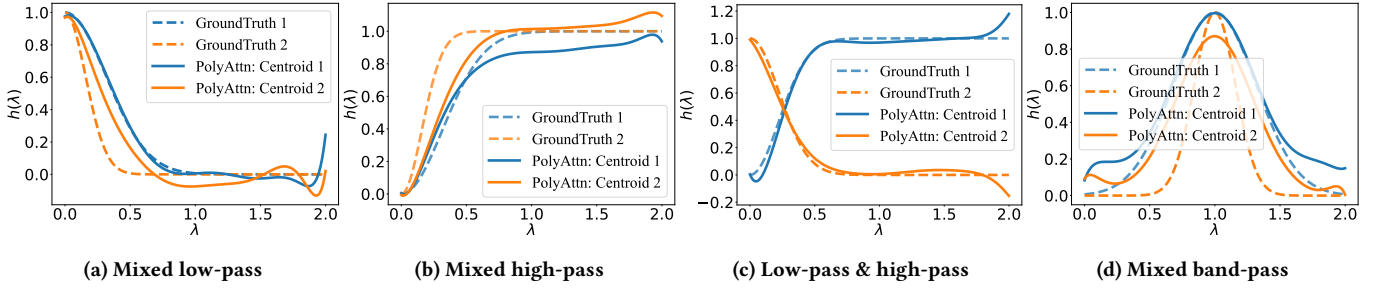 1.0
0.8
0.6
0.4
0.2
0.0
h(λ)
GroundTruth 1
GroundTruth 2
PolyAttn: Centroid 1
PolyAttn: Centroid 2
0.0 0.5 1.0 1.5 2.0
λ
(a) Mixed low-pass
1.0
0.8
0.6
0.4
0.2
0.0
h(λ)
GroundTruth 1
GroundTruth 2
PolyAttn: Centroid 1
PolyAttn: Centroid 2
0.0 0.5 1.0 1.5 2.0
λ
(b) Mixed high-pass
1.2
1.0
0.8
0.6
0.4
0.2
0.0
−0.2
h(λ)
GroundTruth 1
GroundTruth 2
PolyAttn: Centroid 1
PolyAttn: Centroid 2
0.0 0.5 1.0 1.5 2.0
λ
(c) Low-pass & high-pass
1.0
0.8
0.6
0.4
0.2
0.0
h(λ)
GroundTruth 1
GroundTruth 2
PolyAttn: Centroid 1
PolyAttn: Centroid 2
0.0 0.5 1.0 1.5 2.0
λ
(d) Mixed band-pass